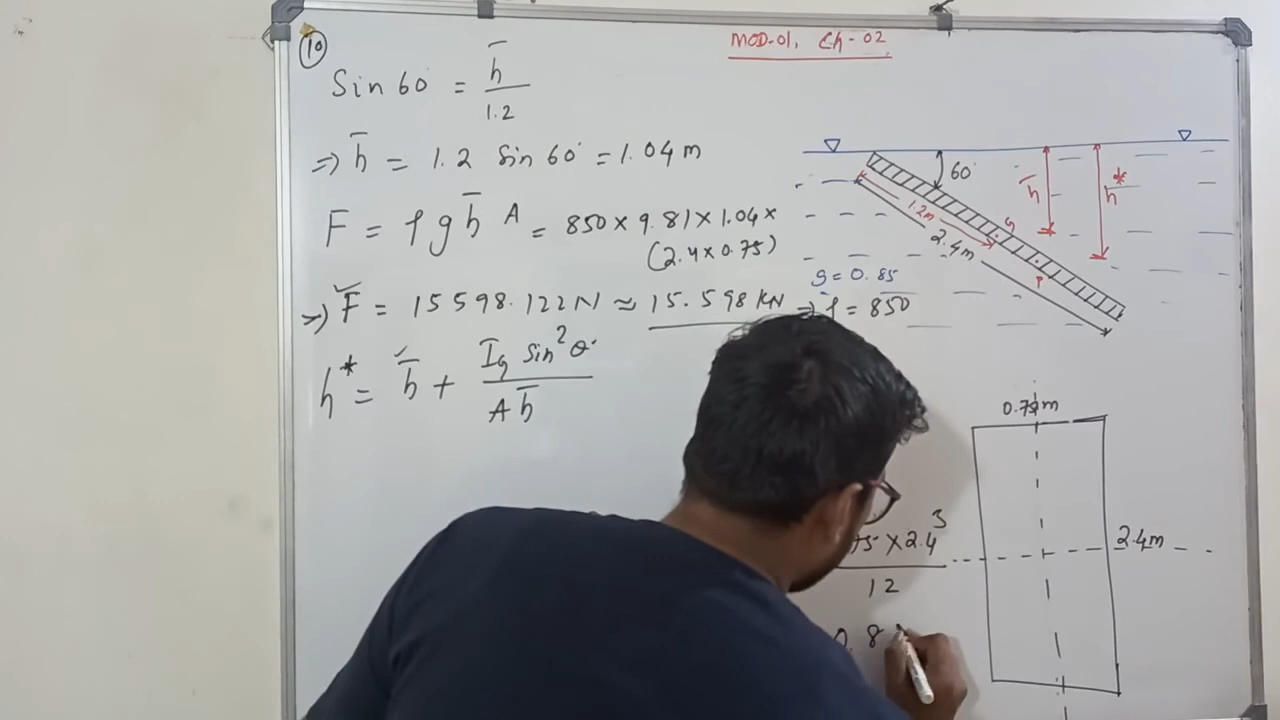 10
MOD-01, Ch-02
Sin 60° = h̄ / 1.2
=> h̄ = 1.2 Sin 60° = 1.04 m
F = ρ g h̄ A = 850 × 9.81 × 1.04 ×
(2.4 × 0.75)
=> F = 15598.122 N ≈ 15.598 KN
h* = h̄ + IG Sin² θ / A h̄
60°
1.2m
2.4m
G
P
h̄
h*
S = 0.85
=> ρ = 850
0.75m
2.4m
75 × 2.4³
12
0.8